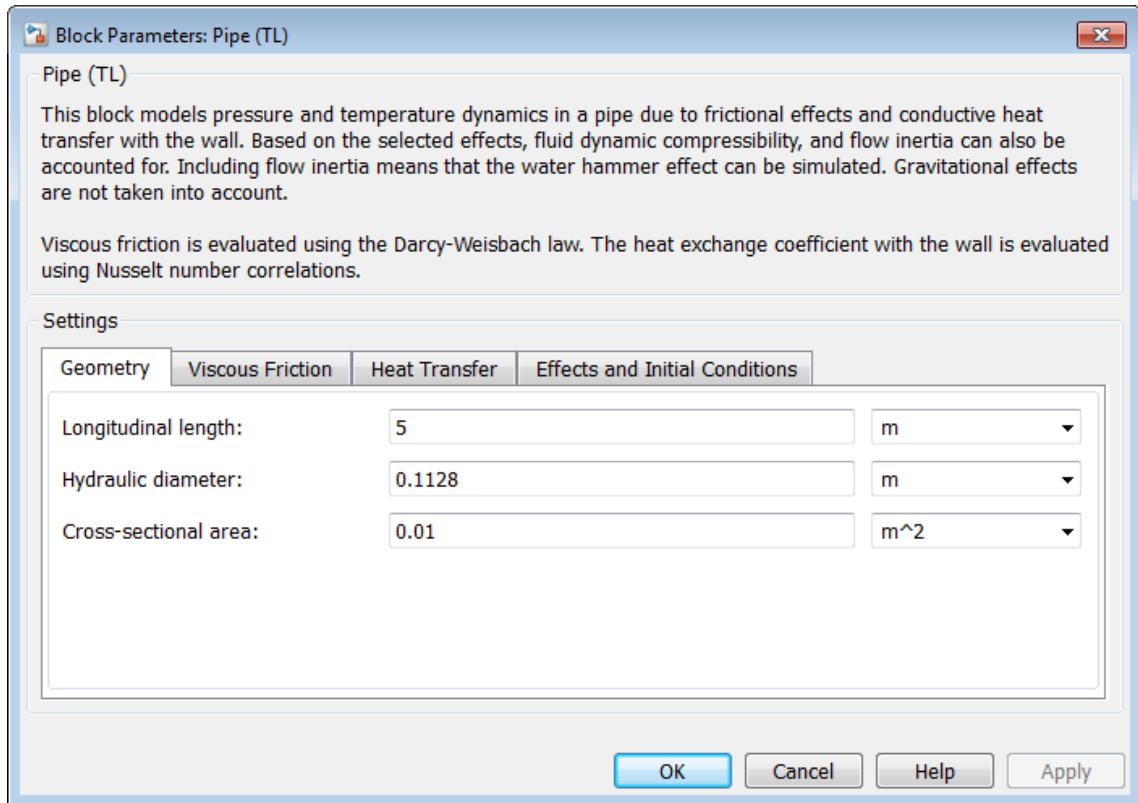 Block Parameters: Pipe (TL)
Pipe (TL)
This block models pressure and temperature dynamics in a pipe due to frictional effects and conductive heat
transfer with the wall. Based on the selected effects, fluid dynamic compressibility, and flow inertia can also be
accounted for. Including flow inertia means that the water hammer effect can be simulated. Gravitational effects
are not taken into account.
Viscous friction is evaluated using the Darcy-Weisbach law. The heat exchange coefficient with the wall is evaluated
using Nusselt number correlations.
Settings
Geometry Viscous Friction Heat Transfer Effects and Initial Conditions
Longitudinal length: 5 m
Hydraulic diameter: 0.1128 m
Cross-sectional area: 0.01 m^2
OK Cancel Help Apply